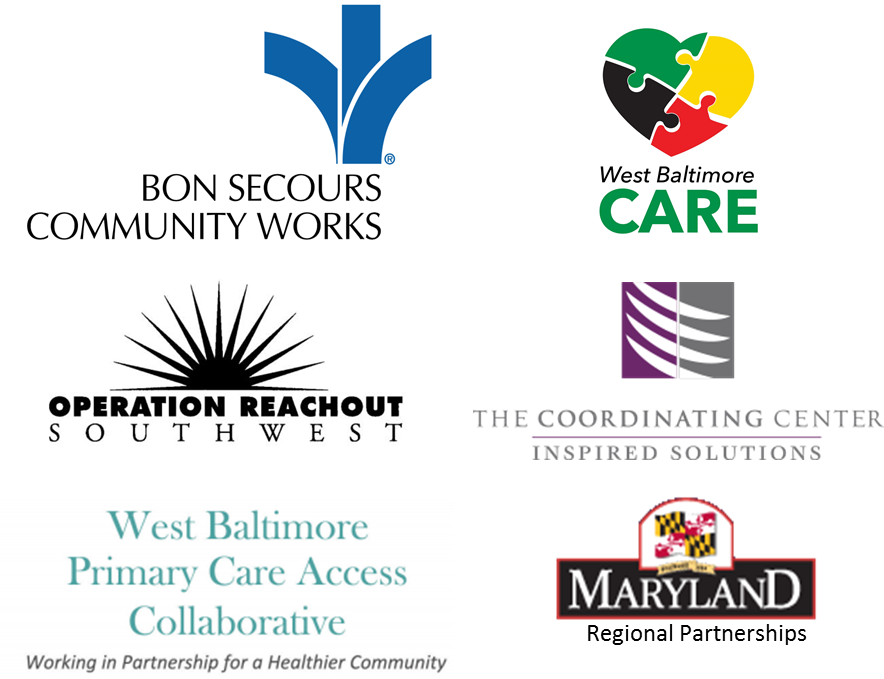 ®
BON SECOURS
COMMUNITY WORKS
West Baltimore
CARE
OPERATION REACHOUT
SOUTHWEST
THE COORDINATING CENTER
INSPIRED SOLUTIONS
West Baltimore
Primary Care Access
Collaborative
Working in Partnership for a Healthier Community
MARYLAND
Regional Partnerships